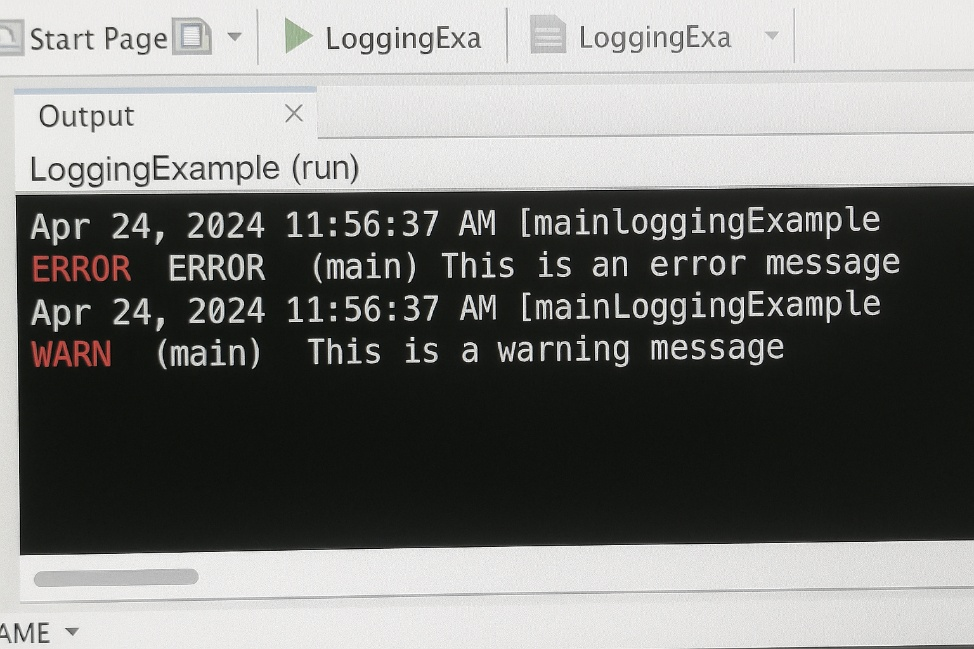 Start Page LoggingExa LoggingExa
Output
LoggingExample (run)
Apr 24, 2024 11:56:37 AM [mainloggingExample
ERROR ERROR (main) This is an error message
Apr 24, 2024 11:56:37 AM [mainLoggingExample
WARN (main) This is a warning message
AME